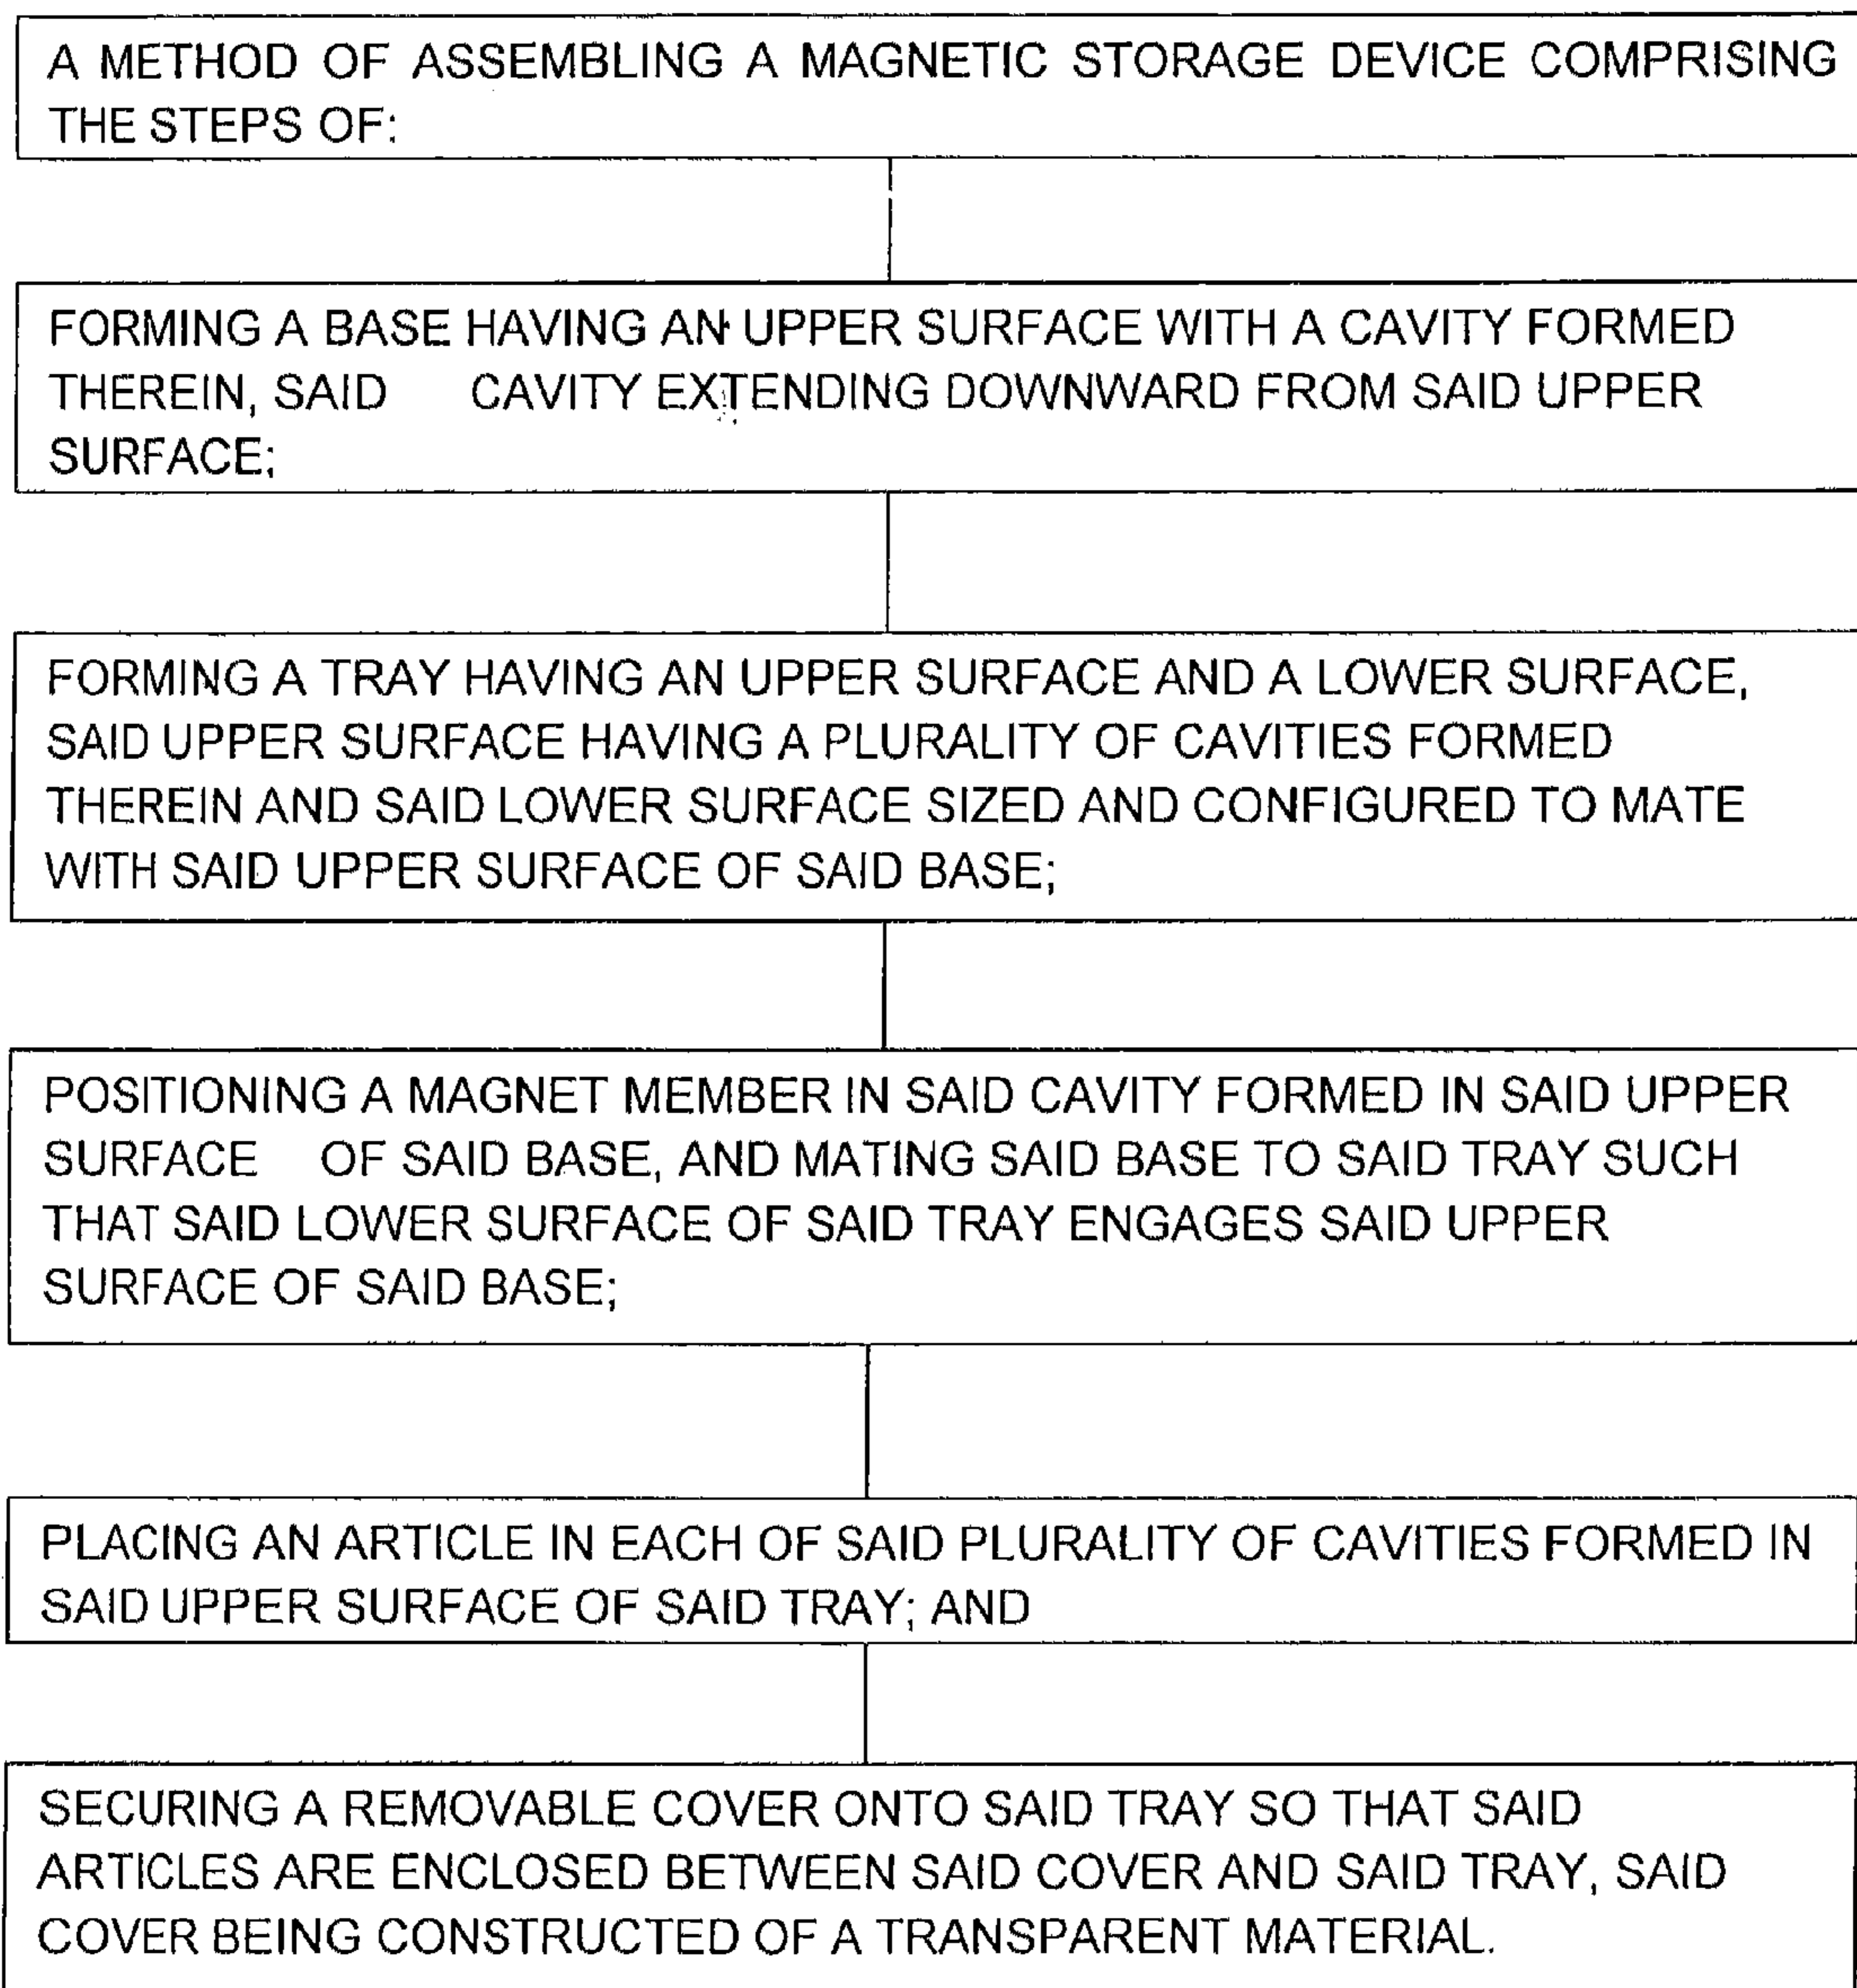 A METHOD OF ASSEMBLING A MAGNETIC STORAGE DEVICE COMPRISING
THE STEPS OF:
FORMING A BASE HAVING AN UPPER SURFACE WITH A CAVITY FORMED
THEREIN, SAID CAVITY EXTENDING DOWNWARD FROM SAID UPPER
SURFACE;
FORMING A TRAY HAVING AN UPPER SURFACE AND A LOWER SURFACE,
SAID UPPER SURFACE HAVING A PLURALITY OF CAVITIES FORMED
THEREIN AND SAID LOWER SURFACE SIZED AND CONFIGURED TO MATE
WITH SAID UPPER SURFACE OF SAID BASE;
POSITIONING A MAGNET MEMBER IN SAID CAVITY FORMED IN SAID UPPER
SURFACE OF SAID BASE, AND MATING SAID BASE TO SAID TRAY SUCH
THAT SAID LOWER SURFACE OF SAID TRAY ENGAGES SAID UPPER
SURFACE OF SAID BASE;
PLACING AN ARTICLE IN EACH OF SAID PLURALITY OF CAVITIES FORMED IN
SAID UPPER SURFACE OF SAID TRAY; AND
SECURING A REMOVABLE COVER ONTO SAID TRAY SO THAT SAID
ARTICLES ARE ENCLOSED BETWEEN SAID COVER AND SAID TRAY, SAID
COVER BEING CONSTRUCTED OF A TRANSPARENT MATERIAL.